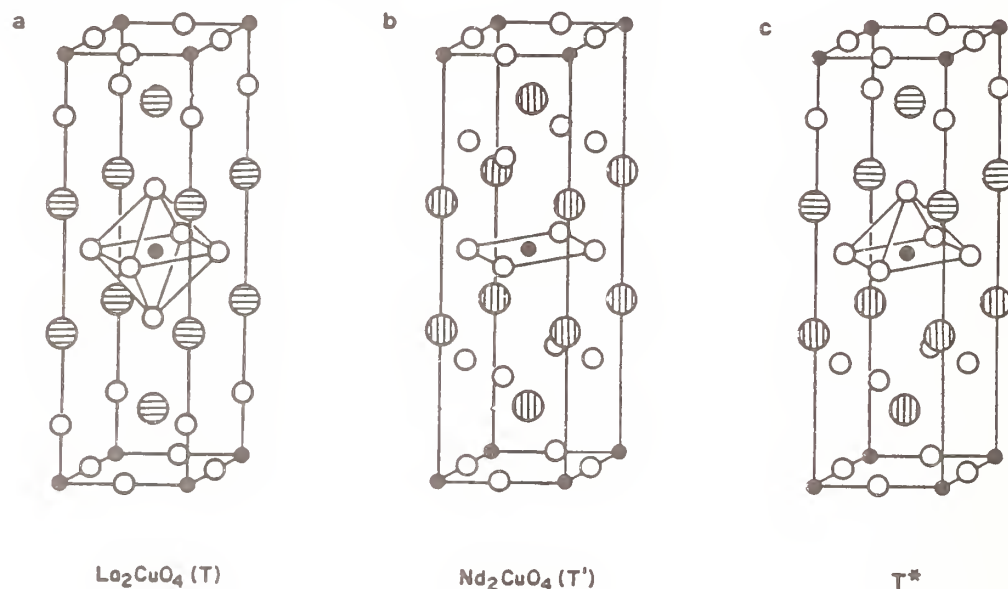 a
b
c
La₂CuO₄ (T)
Nd₂CuO₄ (T')
T*